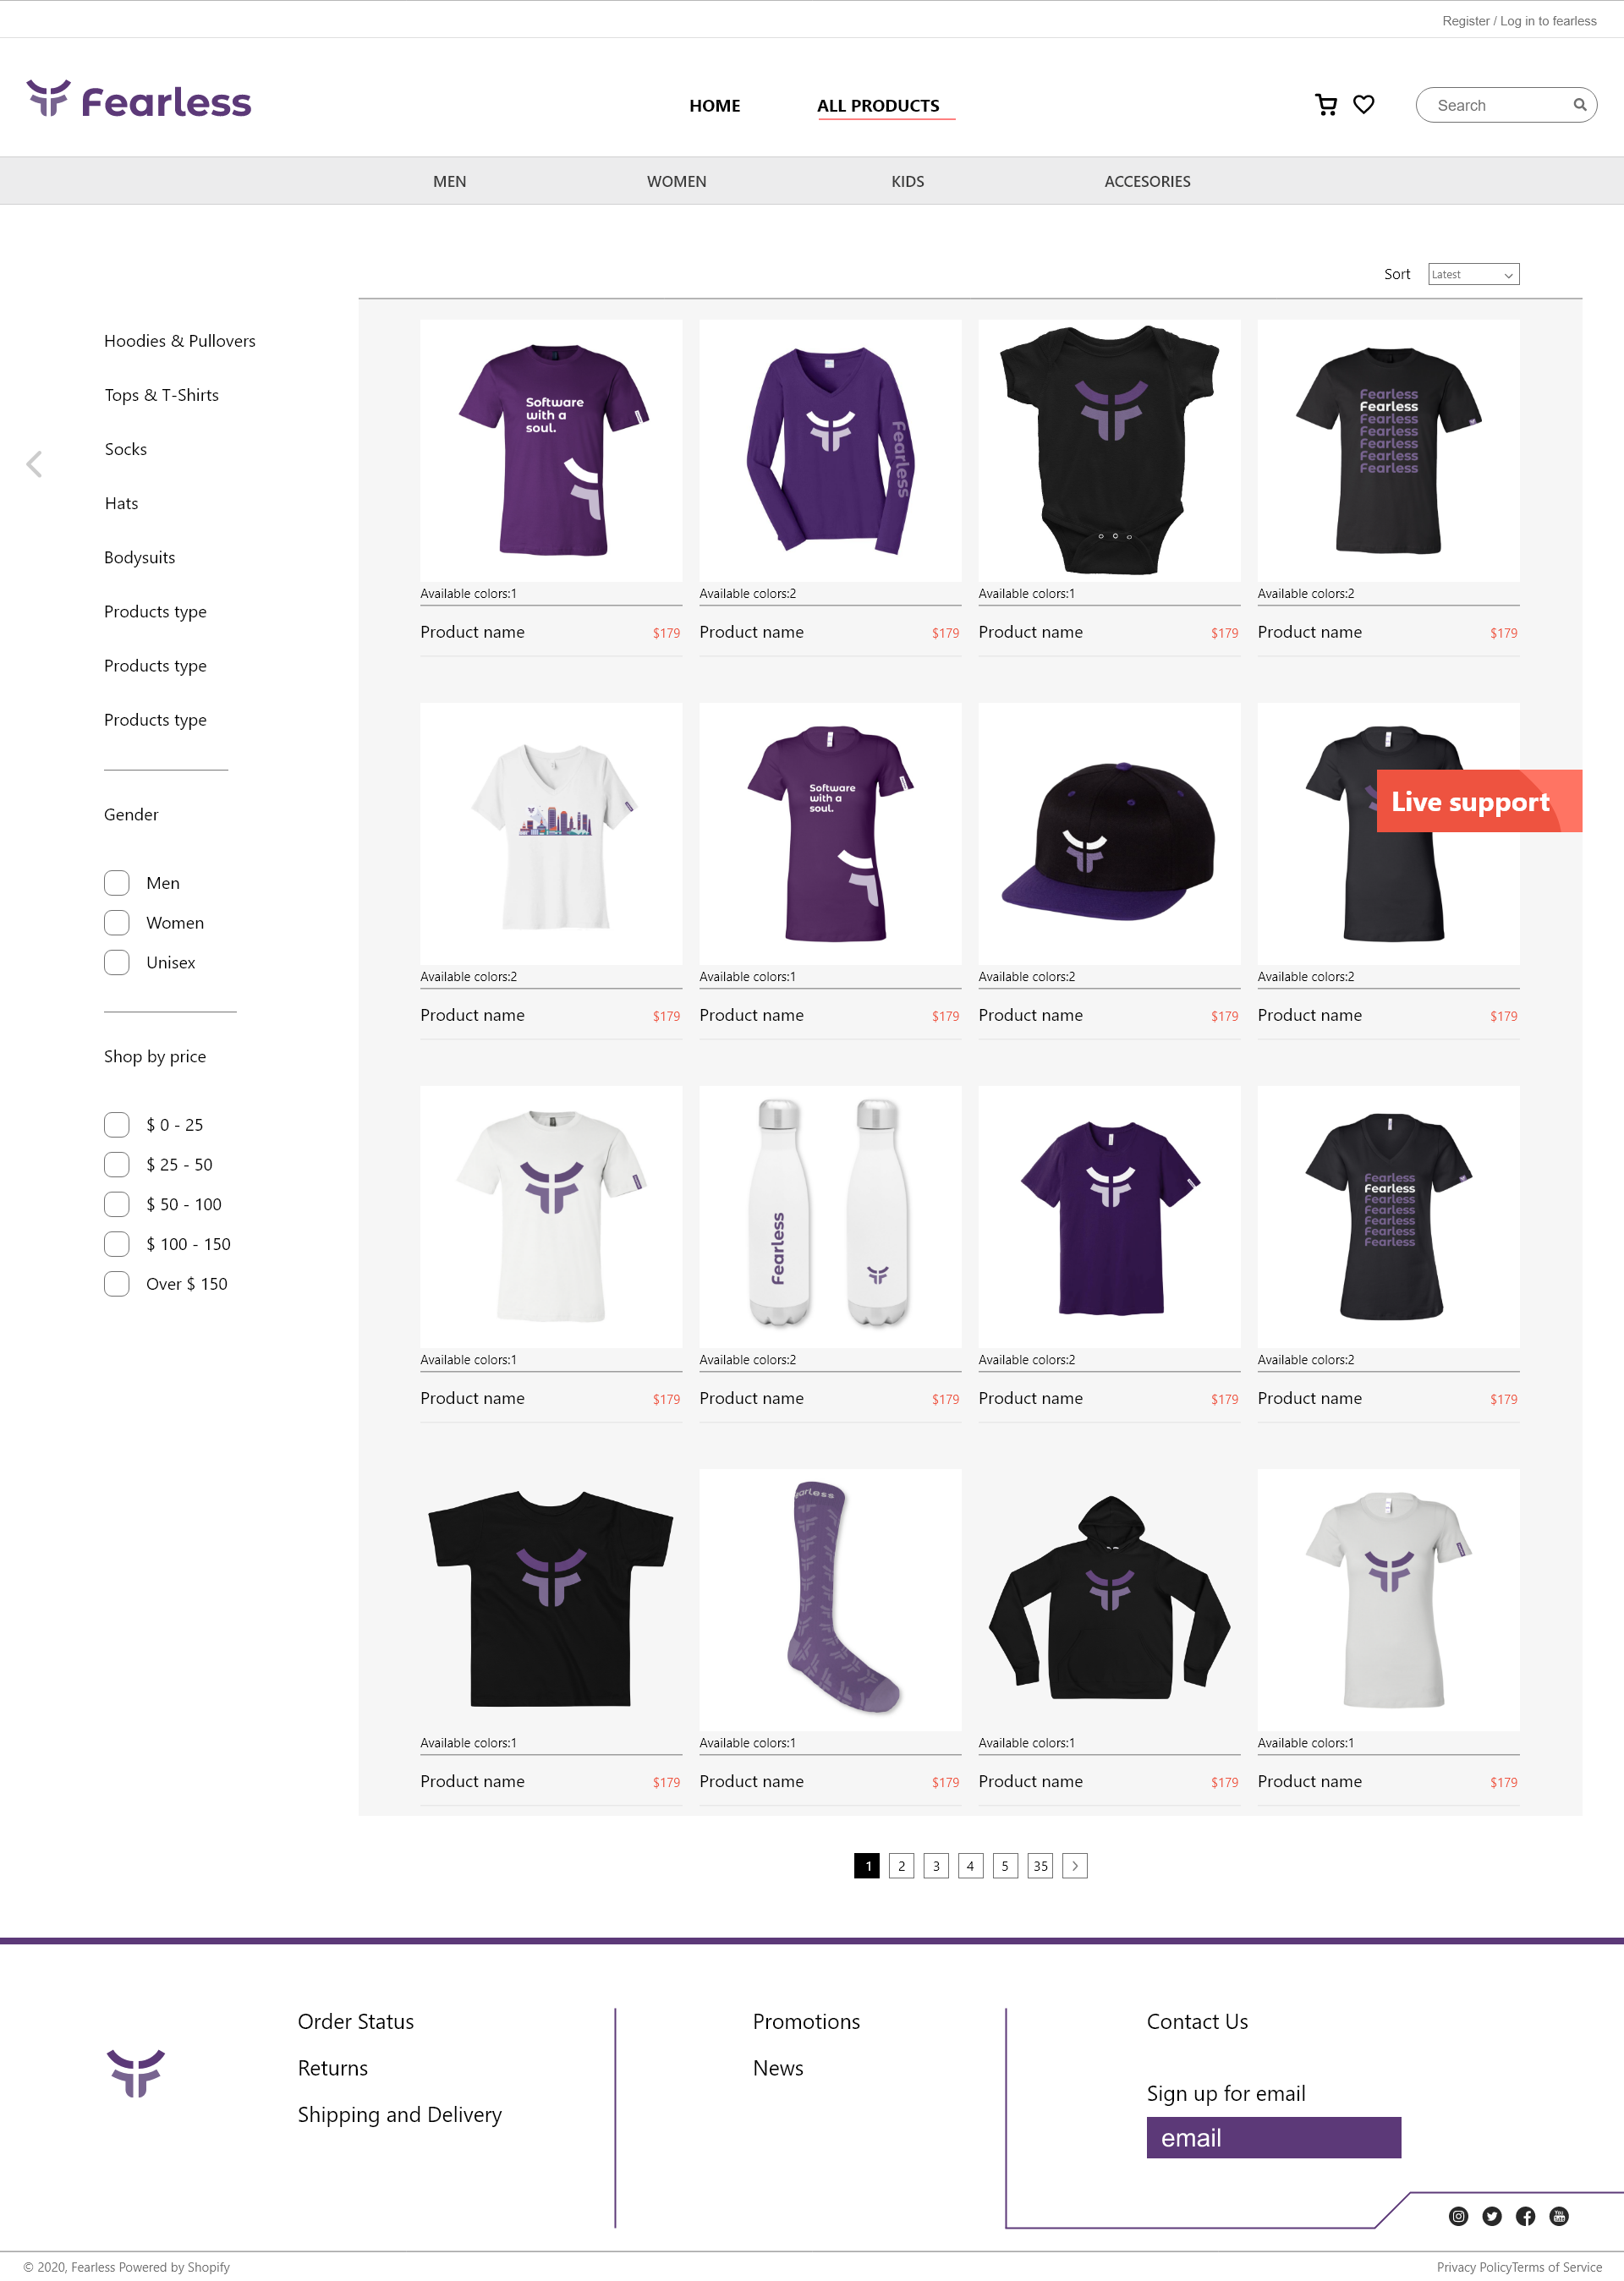 Register / Log in to fearless
Fearless
HOME
ALL PRODUCTS
Search
MEN
WOMEN
KIDS
ACCESORIES
Sort
Latest
Hoodies & Pullovers
Tops & T-Shirts
Socks
Hats
Bodysuits
Products type
Products type
Products type
Gender
Men
Women
Unisex
Shop by price
$ 0 - 25
$ 25 - 50
$ 50 - 100
$ 100 - 150
Over $ 150
Software
with a
soul.
Fearless
Fearless
Fearless
Fearless
Fearless
Fearless
Fearless
Fearless
Available colors:1
Available colors:2
Available colors:1
Available colors:2
Product name
$179
Product name
$179
Product name
$179
Product name
$179
Software
with a
soul.
Live support
Available colors:2
Available colors:1
Available colors:2
Available colors:2
Product name
$179
Product name
$179
Product name
$179
Product name
$179
Fearless
Fearless
Fearless
Fearless
Fearless
Fearless
Fearless
Fearless
Available colors:1
Available colors:2
Available colors:2
Available colors:2
Product name
$179
Product name
$179
Product name
$179
Product name
$179
earless
Available colors:1
Available colors:1
Available colors:1
Available colors:1
Product name
$179
Product name
$179
Product name
$179
Product name
$179
1
2
3
4
5
35
Order Status
Returns
Shipping and Delivery
Promotions
News
Contact Us
Sign up for email
email
© 2020, Fearless Powered by Shopify
Privacy PolicyTerms of Service